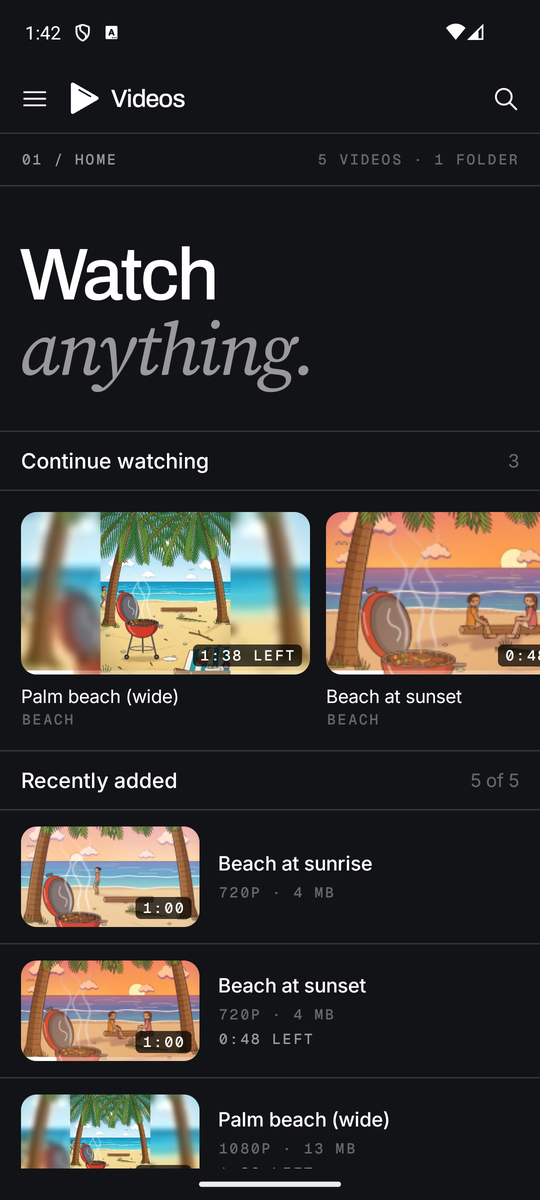 1:42
Videos
01 / HOME
5 VIDEOS · 1 FOLDER
Watch
anything.
Continue watching
3
1:38 LEFT
Palm beach (wide)
BEACH
Beach at sunset
BEACH
Recently added
5 of 5
1:00
Beach at sunrise
720P · 4 MB
1:00
Beach at sunset
720P · 4 MB
0:48 LEFT
Palm beach (wide)
1080P · 13 MB